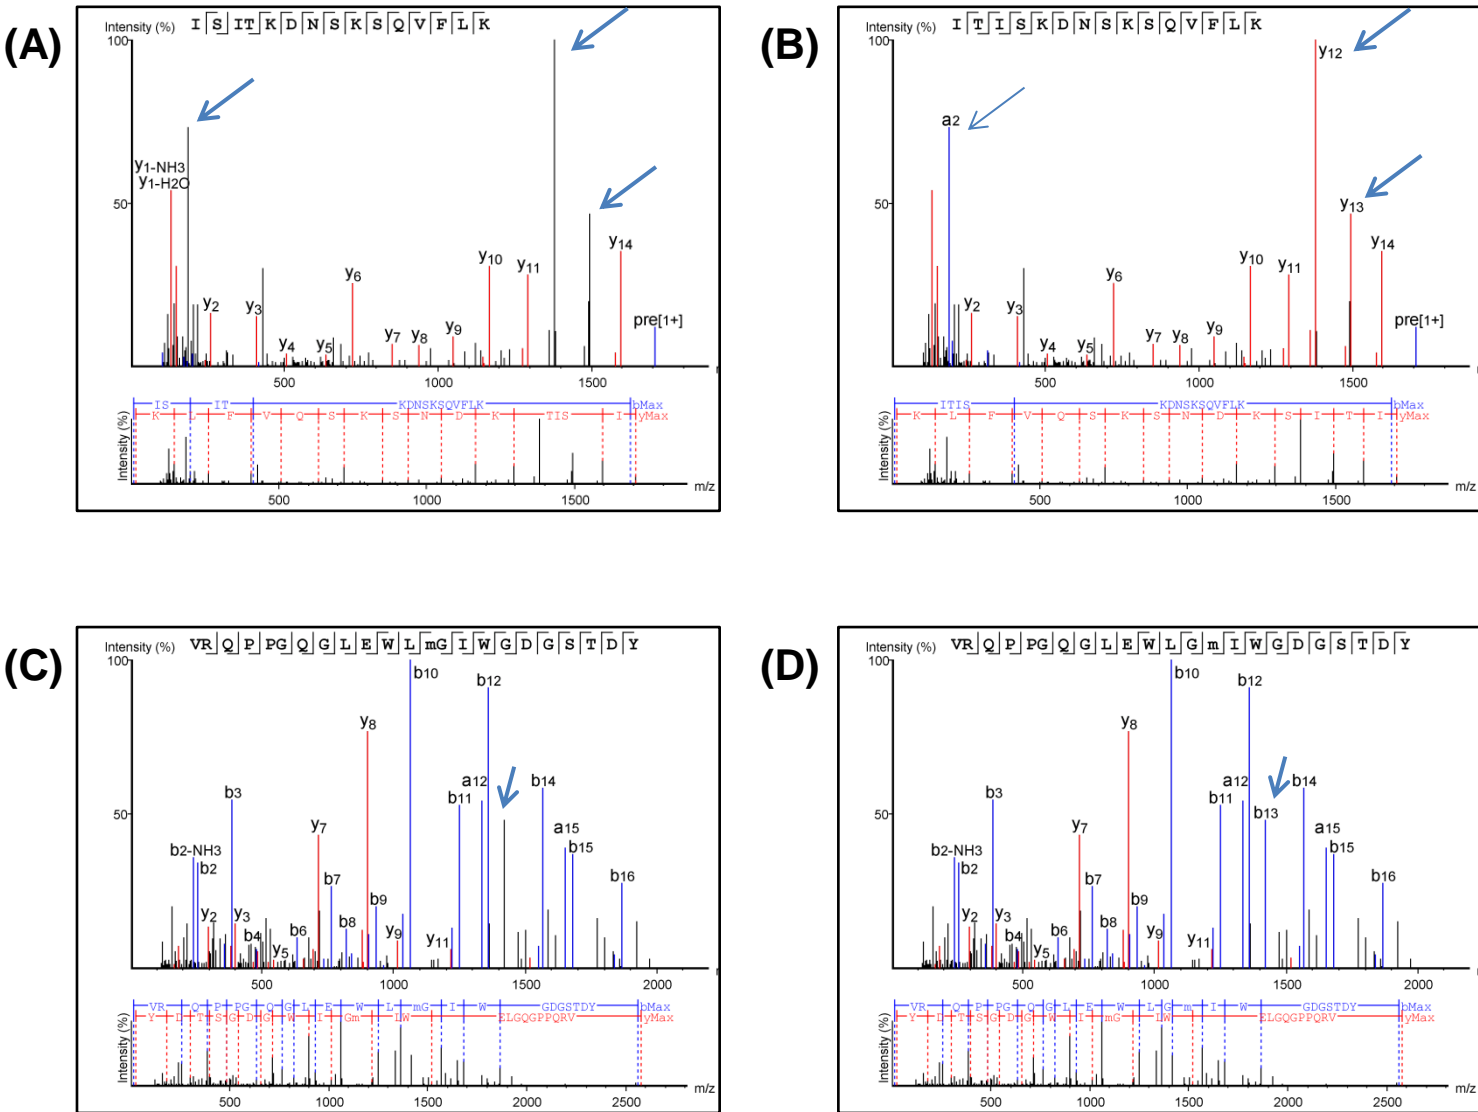 (A)
Intensity (%) I S I T K D N S K S Q V F L K
100
50
y1-NH3
y1-H2O
y2
y3
y4
y5
y6
y7
y8
y9
y10
y11
y14
pre[1+]
500 1000 1500
IS IT KDNSKSQVFLK bMax
K L F V Q S K S N D K TIS I yMax
Intensity (%)
500 1000 1500 m/z
(B)
Intensity (%) I T I S K D N S K S Q V F L K
100
50
a2
y2
y3
y4
y5
y6
y7
y8
y9
y10
y11
y12
y13
y14
pre[1+]
500 1000 1500
ITIS KDNSKSQVFLK bMax
K L F V Q S K S N D K S I T I yMax
Intensity (%)
500 1000 1500 m/z
(C)
Intensity (%) V R Q P P G Q G L E W L m G I W G D G S T D Y
100
50
b2-NH3
b2
b3
y2
y3
b4
y5
b6
y7
b7
b8
y8
b9
y9
b10
y11
b11
a12
b12
b14
a15
b15
b16
500 1000 1500 2000
VR Q P PG Q G L E W L mG I W GDGSTDY bMax
Y D T S G D G W I Gm LW ELGQGPPQRV yMax
Intensity (%)
500 1000 1500 2000 2500 m/z
(D)
Intensity (%) V R Q P P G Q G L E W L G m I W G D G S T D Y
100
50
b2-NH3
b2
b3
y2
y3
b4
y5
b6
y7
b7
b8
y8
b9
y9
b10
y11
b11
a12
b12
b13
b14
a15
b15
b16
500 1000 1500 2000
VR Q P PG Q G L E W L G m I W GDGSTDY bMax
Y D T S G D G W I mG LW ELGQGPPQRV yMax
Intensity (%)
500 1000 1500 2000 2500 m/z